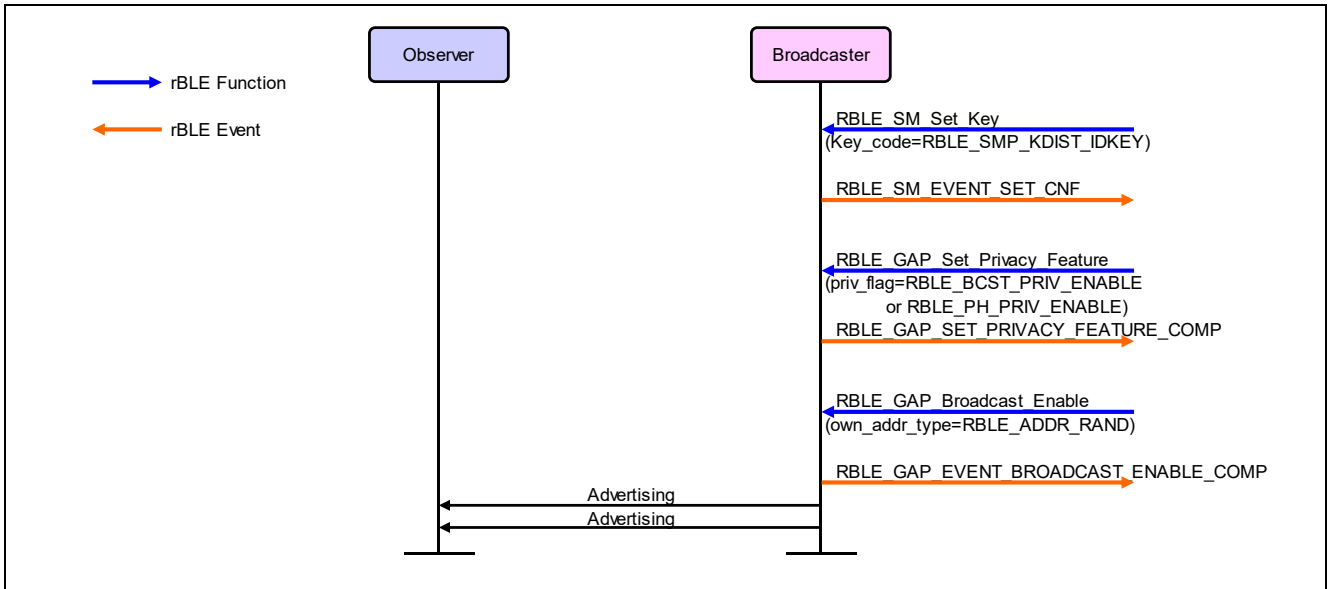 Observer
Broadcaster
rBLE Function
rBLE Event
RBLE_SM_Set_Key
(Key_code=RBLE_SMP_KDIST_IDKEY)
RBLE_SM_EVENT_SET_CNF
RBLE_GAP_Set_Privacy_Feature
(priv_flag=RBLE_BCST_PRIV_ENABLE
or RBLE_PH_PRIV_ENABLE)
RBLE_GAP_SET_PRIVACY_FEATURE_COMP
RBLE_GAP_Broadcast_Enable
(own_addr_type=RBLE_ADDR_RAND)
RBLE_GAP_EVENT_BROADCAST_ENABLE_COMP
Advertising
Advertising